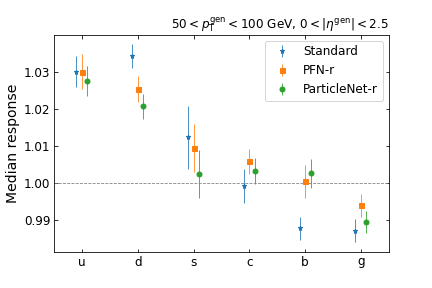 50 < p_T^gen < 100 GeV, 0 < |η^gen| < 2.5
Standard
PFN-r
ParticleNet-r
Median response
1.03
1.02
1.01
1.00
0.99
u d s c b g